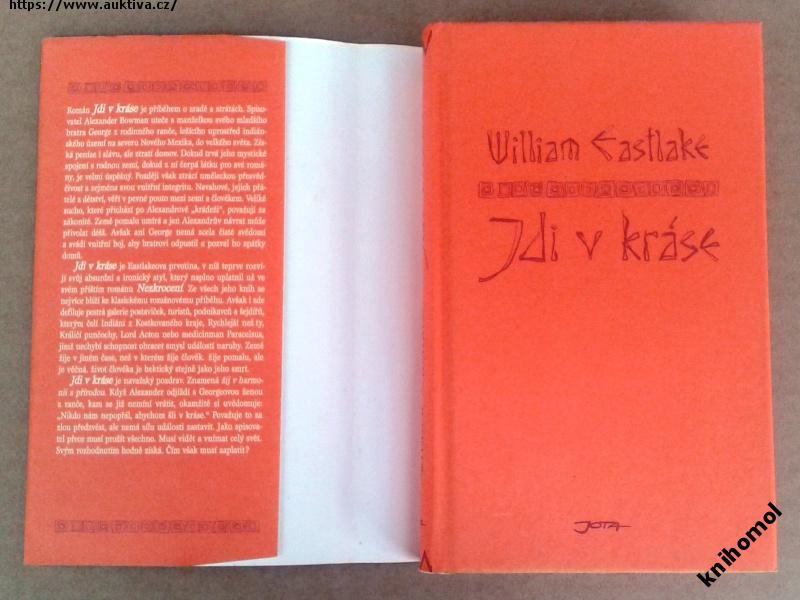 https://www.auktiva.cz/
Román Jdi v kráse je příběhem o zradě a ztrátách. Spiso-
vatel Alexander Bowman uteče s manželkou svého mladšího
bratra George z rodinného ranče, ležícího uprostřed indián-
ského území na severu Nového Mexika, do velkého světa. Zís-
ká peníze i slávu, ale ztratí domov. Dokud trvá jeho mystické
spojení s rodnou zemí, dokud z ní čerpá látku pro své romá-
ny, je velmi úspěšný. Později však ztrácí uměleckou přesvěd-
čivost a zejména svou vnitřní integritu. Navahové, jejich přá-
telé z dětství, věří v pevné pouto mezi zemí a člověkem. Veliké
sucho, které přichází po Alexandrově „krádeži“, považují za
zákonité. Země pomalu umírá a jen Alexandrův návrat může
přivolat déšť. Avšak ani George nemá zcela čisté svědomí
a svádí vnitřní boj, aby bratrovi odpustil a pozval ho zpátky
domů.
Jdi v kráse je Eastlakeova prvotina, v níž teprve rozví-
jí svůj absurdní a ironický styl, který naplno uplatnil už ve
svém příštím románu Nezkrocení. Ze všech jeho knih se
nejvíce blíží ke klasickému románovému příběhu. Avšak i zde
defiluje pestrá galerie postaviček, turistů, podnikavců a šejdířů,
kterým čelí Indiáni z Kostkovaného kraje, Rychlejší než ty,
Králičí punčochy, Lord Acton nebo medicinman Paracelsus,
jimž nechybí schopnost obracet smysl událostí naruby. Země
žije v jiném čase, než v kterém žije člověk. žije pomalu, ale
je věčná, život člověka je hektický stejně jako jeho smrt.
Jdi v kráse je navažský pozdrav. Znamená žij v harmo-
nii s přírodou. Když Alexander odjíždí s Georgeovou ženou
z ranče, kam se již nemíní vrátit, okamžitě si uvědomuje:
„Nikdo nám nepopřál, abychom šli v kráse.“ Považuje to za
zlou předzvěst, ale nemá sílu události zastavit. Jako spisova-
tel přece musí prožít všechno. Musí vidět a vnímat celý svět.
Svým rozhodnutím hodně získá. Čím však musí zaplatit?
William Eastlake
Jdi v kráse
JOTA
knihomol